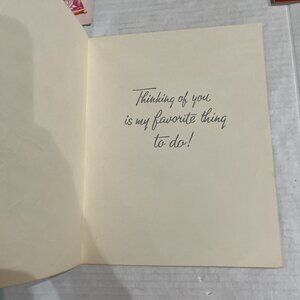 Thinking of you
is my favorite thing
to do!